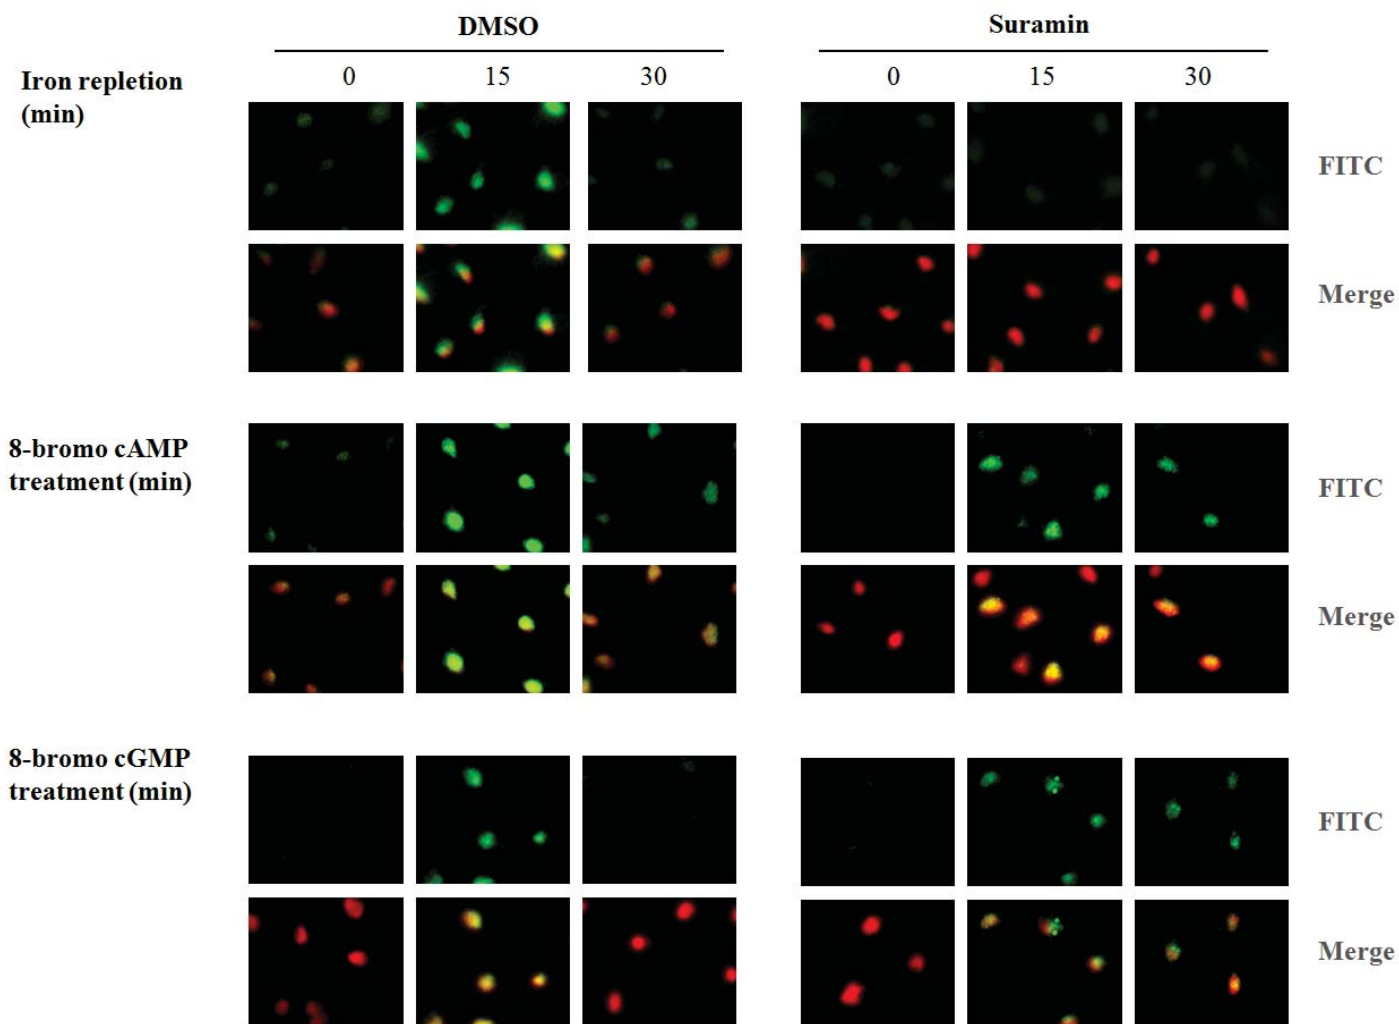 DMSO
Suramin
Iron repletion
(min)
0 15 30 0 15 30
FITC
Merge
8-bromo cAMP
treatment (min)
FITC
Merge
8-bromo cGMP
treatment (min)
FITC
Merge